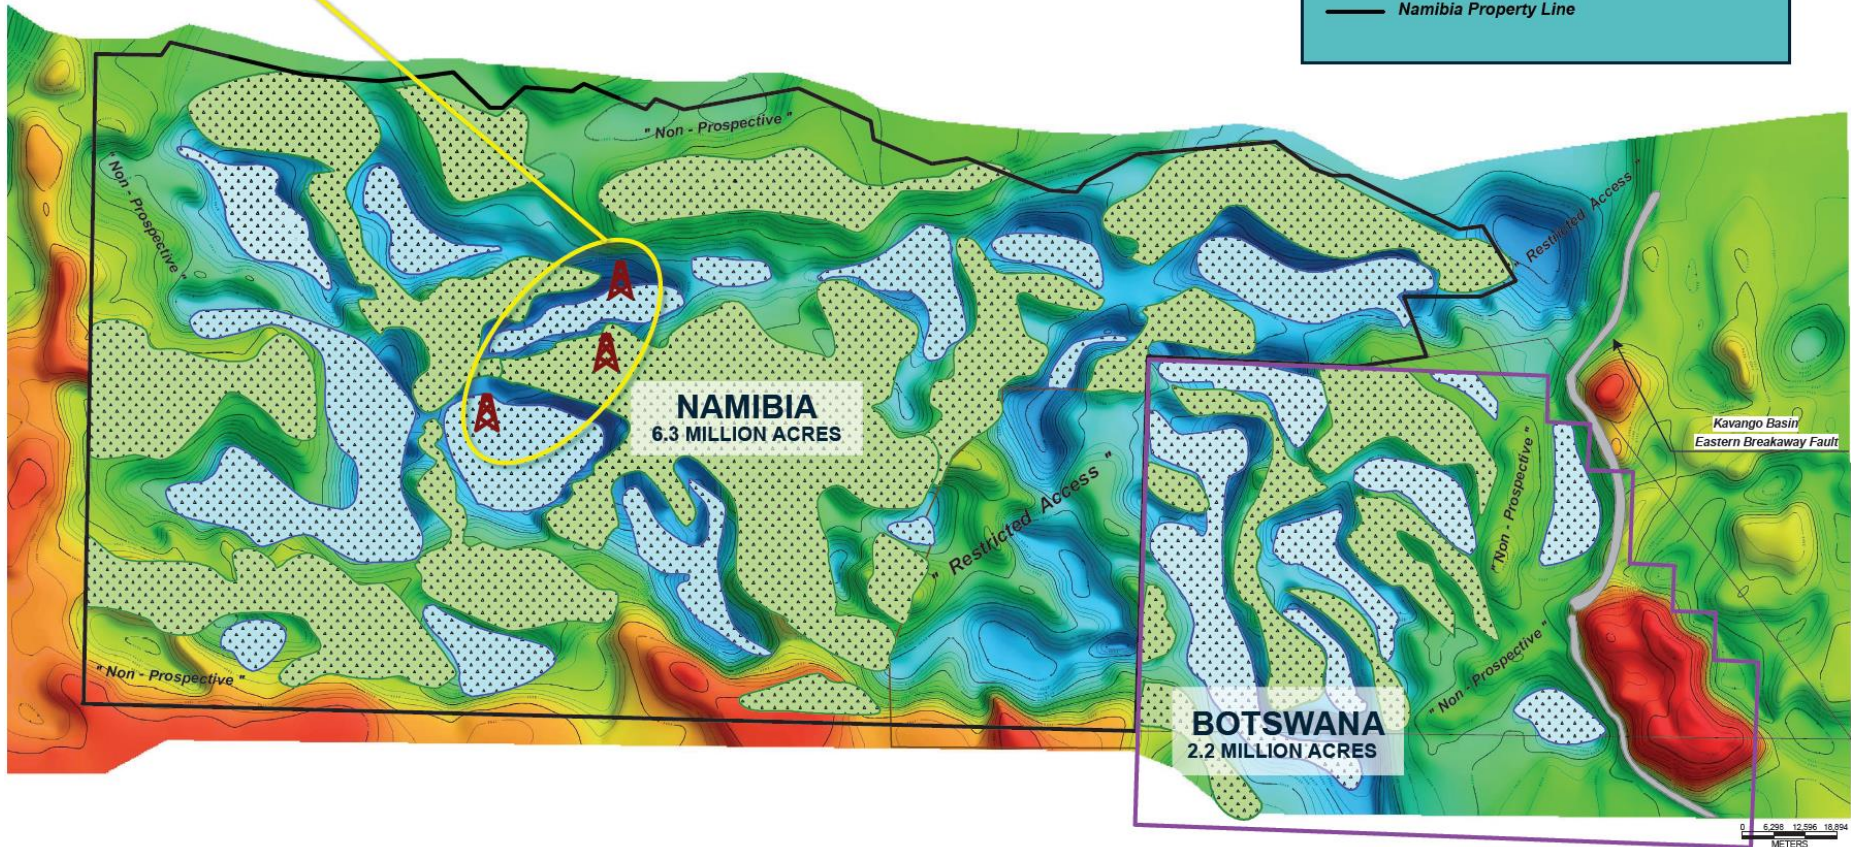 Namibia Property Line
" Non - Prospective "
" Non - Prospective "
" Restricted Access "
NAMIBIA
6.3 MILLION ACRES
Kavango Basin
Eastern Breakaway Fault
" Restricted Access "
"Non - Prospective"
" Non - Prospective "
" Non - Prospective"
BOTSWANA
2.2 MILLION ACRES
0 6,298 12,596 18,894
METERS